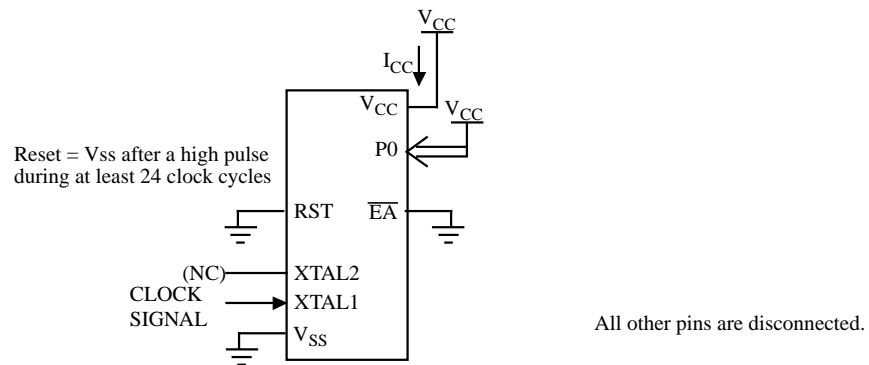 VCC
ICC
VCC
VCC
P0
Reset = Vss after a high pulse
during at least 24 clock cycles
RST
EA
(NC)
XTAL2
CLOCK
SIGNAL
XTAL1
VSS
All other pins are disconnected.